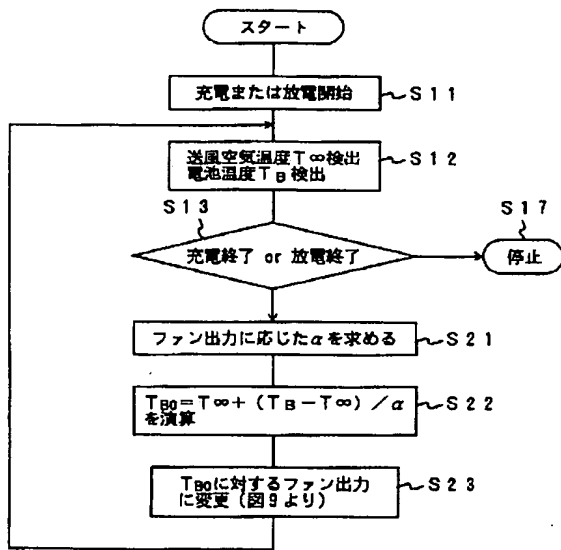 スタート
充電または放電開始
S11
送風空気温度T∞検出
電池温度TB検出
S12
S13
充電終了 or 放電終了
S17
停止
ファン出力に応じたαを求める
S21
TB0=T∞+(TB-T∞)/α
を演算
S22
TB0に対するファン出力
に変更(図9より)
S23